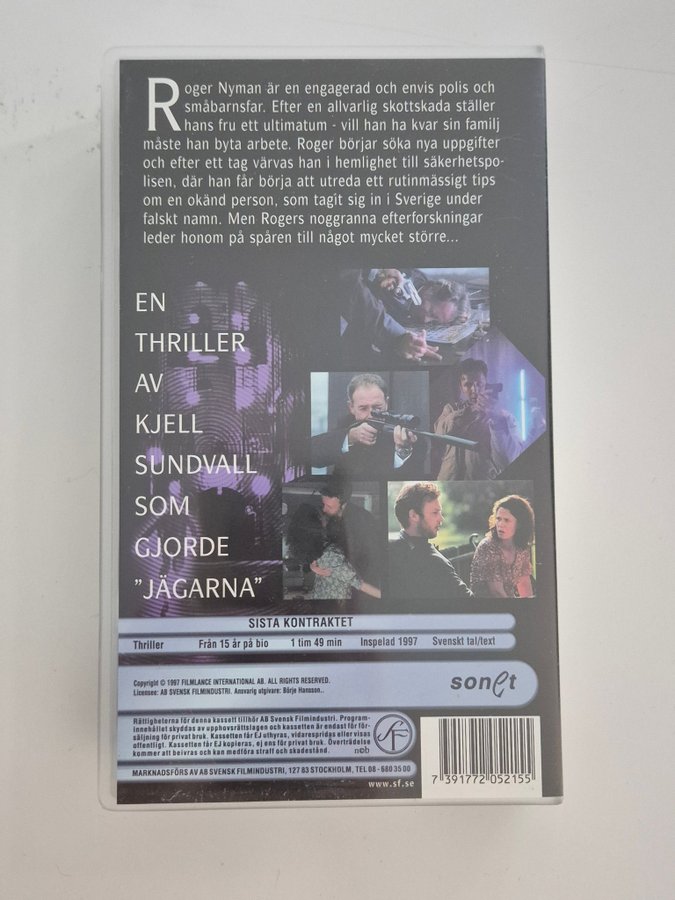 Roger Nyman är en engagerad och envis polis och
småbarnsfar. Efter en allvarlig skottskada ställer
hans fru ett ultimatum - vill han ha kvar sin familj
måste han byta arbete. Roger börjar söka nya uppgifter
och efter ett tag värvas han i hemlighet till säkerhetspo-
lisen, där han får börja att utreda ett rutinmässigt tips
om en okänd person, som tagit sig in i Sverige under
falskt namn. Men Rogers noggranna efterforskningar
leder honom på spåren till något mycket större...
EN
THRILLER
AV
KJELL
SUNDVALL
SOM
GJORDE
"JÄGARNA"
SISTA KONTRAKTET
Thriller Från 15 år på bio 1 tim 49 min Inspelad 1997 Svenskt tal/text
Copyright © 1997 FILMLANCE INTERNATIONAL AB. ALL RIGHTS RESERVED.
Licensee: AB SVENSK FILMINDUSTRI. Ansvarig utgivare: Börje Hansson..
sonet
Rättigheterna för denna kassett tillhör AB Svensk Filmindustri. Program-
innehållet skyddas av upphovsrättslagen och kassetten är endast för för-
säljning för privat bruk. Kassetten får EJ uthyras, vidarespridas eller visas
offentligt. Kassetten får EJ kopieras, ej ens för privat bruk. Överträdelse
kommer att beivras och kan medföra straff och skadestånd.
SF
ncb
MARKNADSFÖRS AV AB SVENSK FILMINDUSTRI, 127 83 STOCKHOLM, TEL 08 - 680 35 00
www.sf.se
7 391772 052155